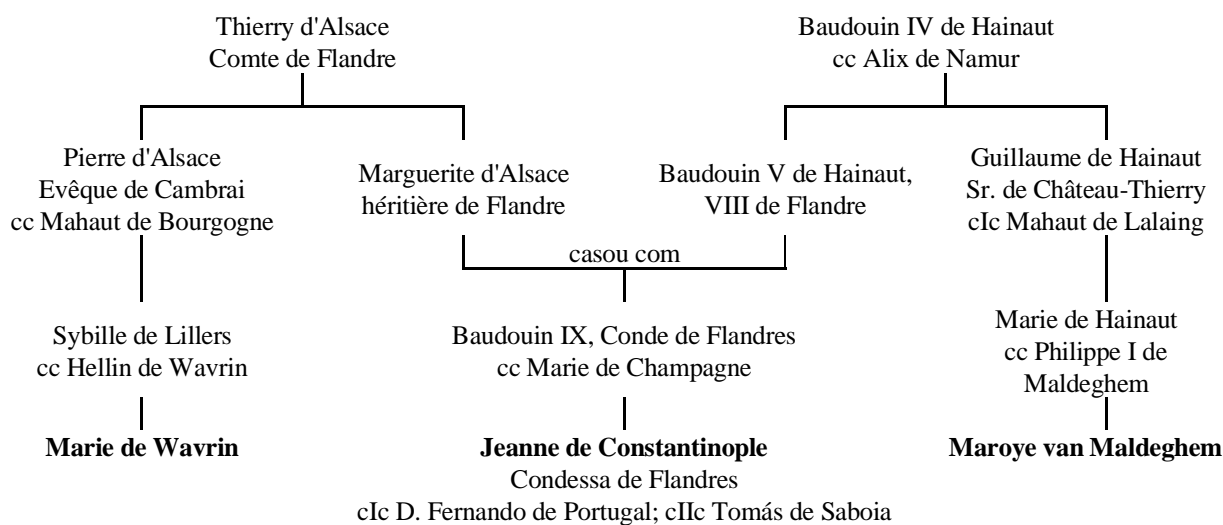 Thierry d'Alsace
Comte de Flandre
Baudouin IV de Hainaut
cc Alix de Namur
Pierre d'Alsace
Evêque de Cambrai
cc Mahaut de Bourgogne
Marguerite d'Alsace
héritière de Flandre
Baudouin V de Hainaut,
VIII de Flandre
Guillaume de Hainaut
Sr. de Château-Thierry
cIc Mahaut de Lalaing
casou com
Sybille de Lillers
cc Hellin de Wavrin
Baudouin IX, Conde de Flandres
cc Marie de Champagne
Marie de Hainaut
cc Philippe I de
Maldeghem
Marie de Wavrin
Jeanne de Constantinople
Condessa de Flandres
cIc D. Fernando de Portugal; cIIc Tomás de Saboia
Maroye van Maldeghem